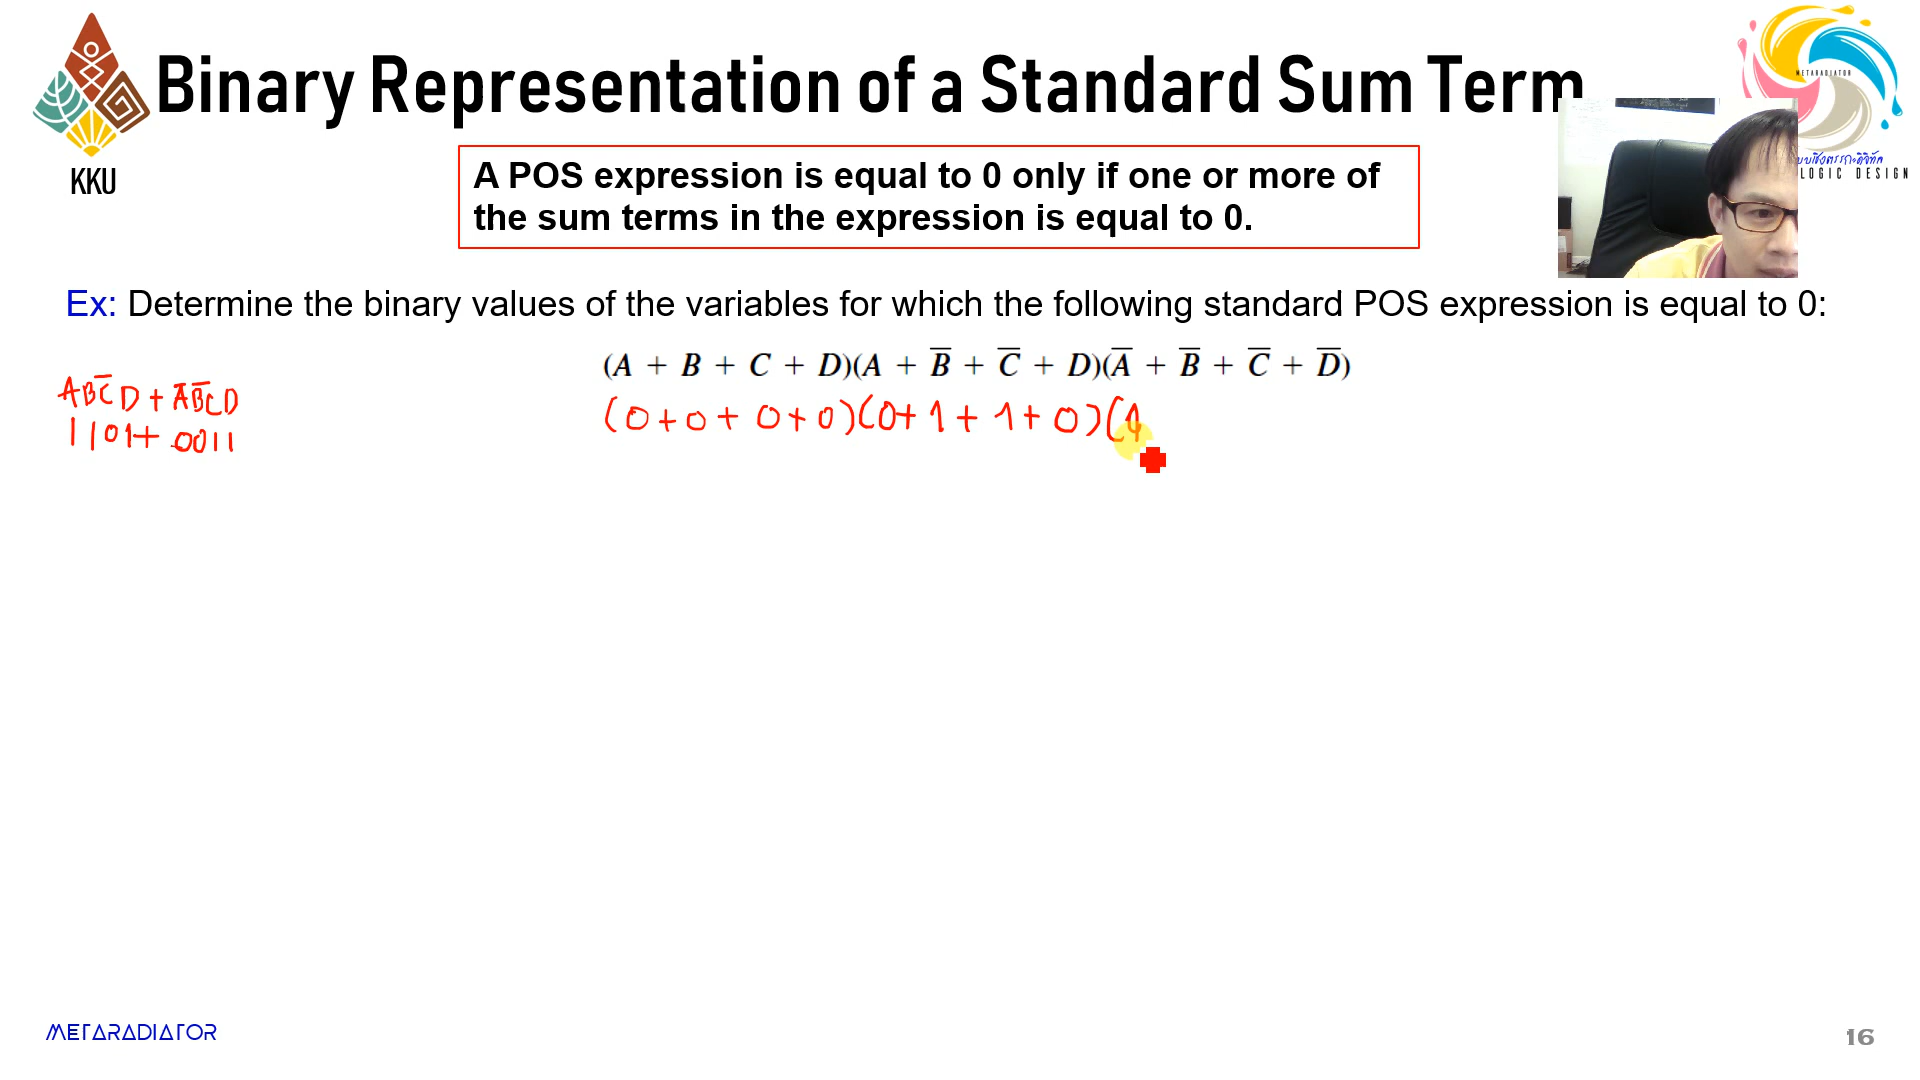 Binary Representation of a Standard Sum Term
METARADIATOR
KKU
LOGIC DESIGN
A POS expression is equal to 0 only if one or more of
the sum terms in the expression is equal to 0.
Ex: Determine the binary values of the variables for which the following standard POS expression is equal to 0:
(A + B + C + D)(A + B̅ + C̅ + D)(A̅ + B̅ + C̅ + D̅)
ABC̅D + A̅B̅CD
1101 + 0011
(0+0+0+0)(0+1+1+0)(1
METARADIATOR
16